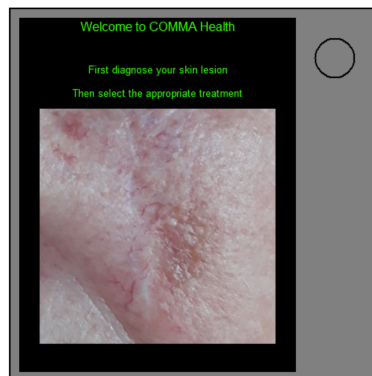 Welcome to COMMA Health
First diagnose your skin lesion
Then select the appropriate treatment